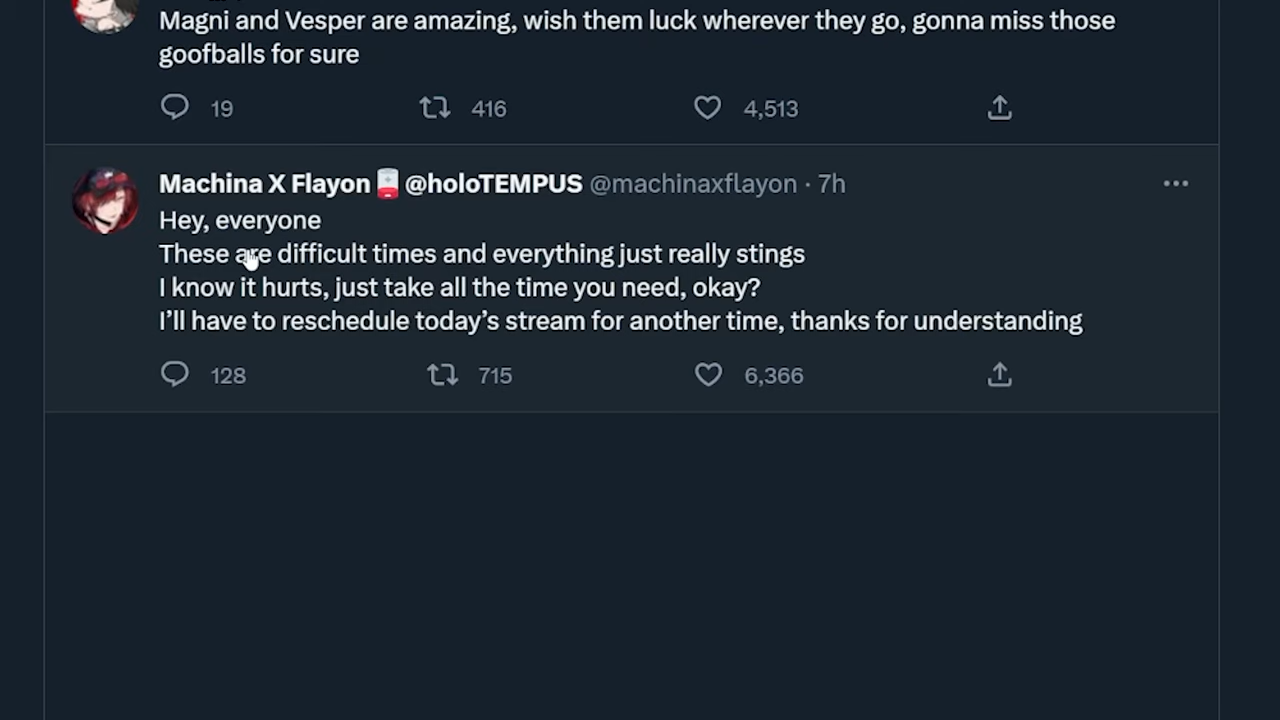 Magni and Vesper are amazing, wish them luck wherever they go, gonna miss those
goofballs for sure
19 416 4,513
Machina X Flayon @holoTEMPUS @machinaxflayon · 7h
Hey, everyone
These are difficult times and everything just really stings
I know it hurts, just take all the time you need, okay?
I’ll have to reschedule today’s stream for another time, thanks for understanding
128 715 6,366